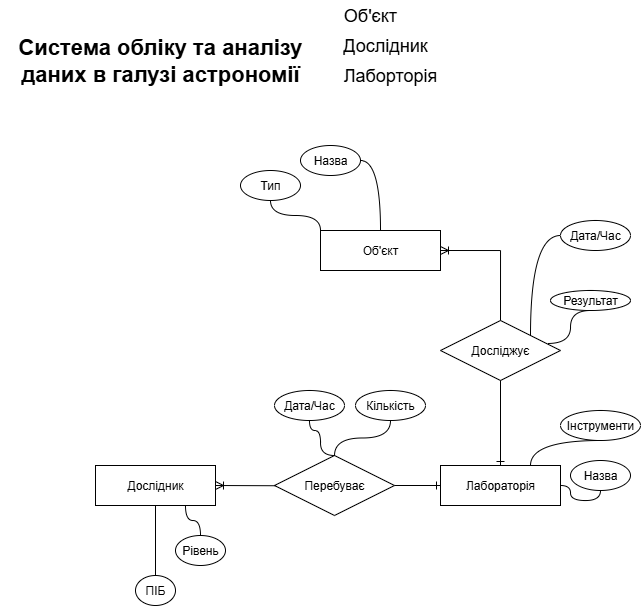 Система обліку та аналізу
даних в галузі астрономії
Об'єкт
Дослідник
Лаборторія
Назва
Тип
Об'єкт
Дата/Час
Результат
Досліджує
Дата/Час
Кількість
Інструменти
Назва
Дослідник
Перебуває
Лабораторія
Рівень
ПІБ